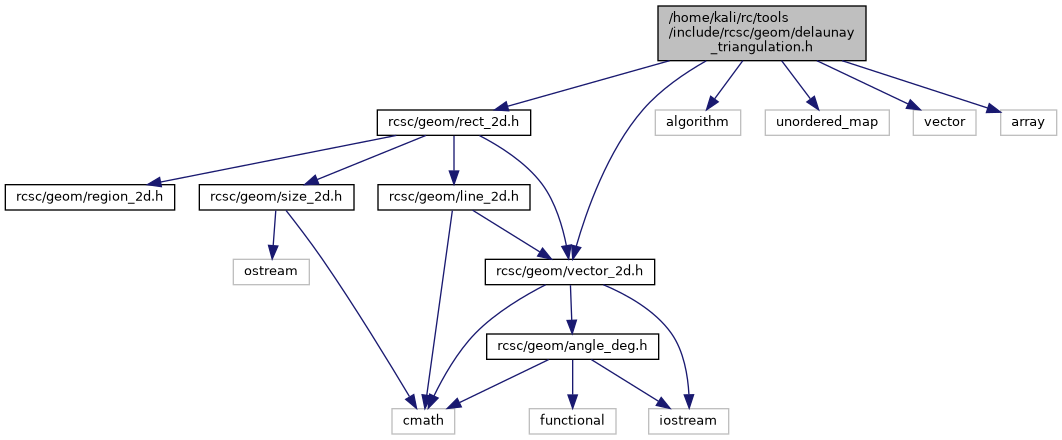 /home/kali/rc/tools
/include/rcsc/geom/delaunay
_triangulation.h
rcsc/geom/rect_2d.h
algorithm
unordered_map
vector
array
rcsc/geom/region_2d.h
rcsc/geom/size_2d.h
rcsc/geom/line_2d.h
ostream
rcsc/geom/vector_2d.h
rcsc/geom/angle_deg.h
cmath
functional
iostream